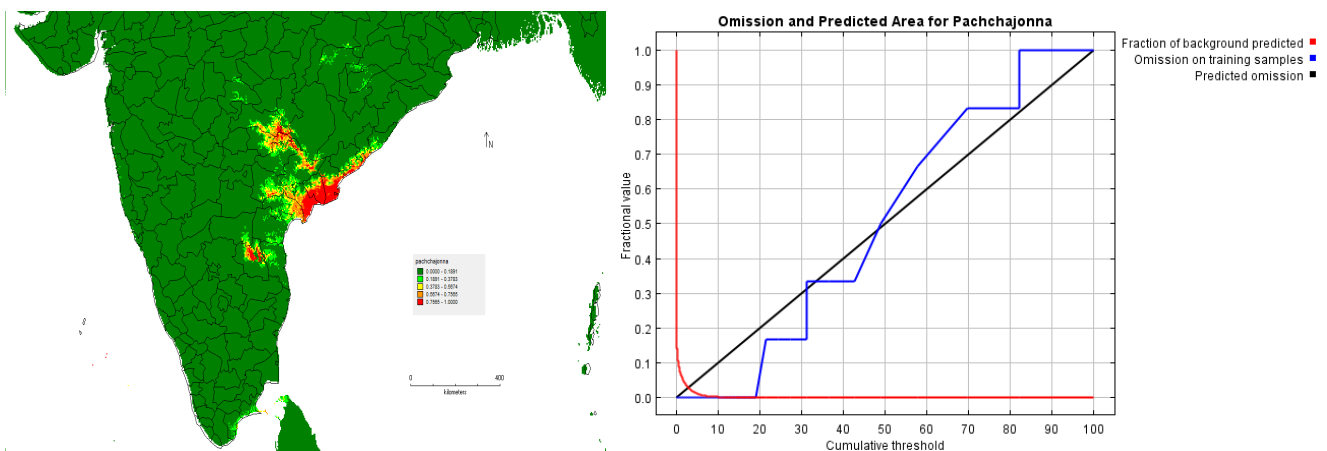 N
pachchajonna
0.0000 - 0.1891
0.1891 - 0.3783
0.3783 - 0.5674
0.5674 - 0.7565
0.7565 - 1.0000
0 400
kilometers
Omission and Predicted Area for Pachchajonna
Fraction of background predicted
Omission on training samples
Predicted omission
Fractional value
1.0
0.9
0.8
0.7
0.6
0.5
0.4
0.3
0.2
0.1
0.0
0 10 20 30 40 50 60 70 80 90 100
Cumulative threshold